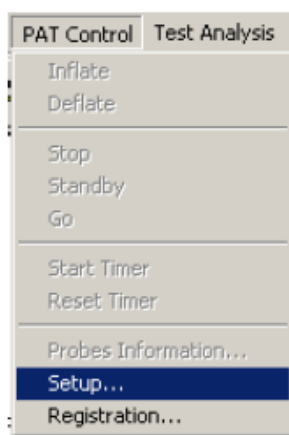 PAT Control Test Analysis
Inflate
Deflate
Stop
Standby
Go
Start Timer
Reset Timer
Probes Information...
Setup...
Registration...